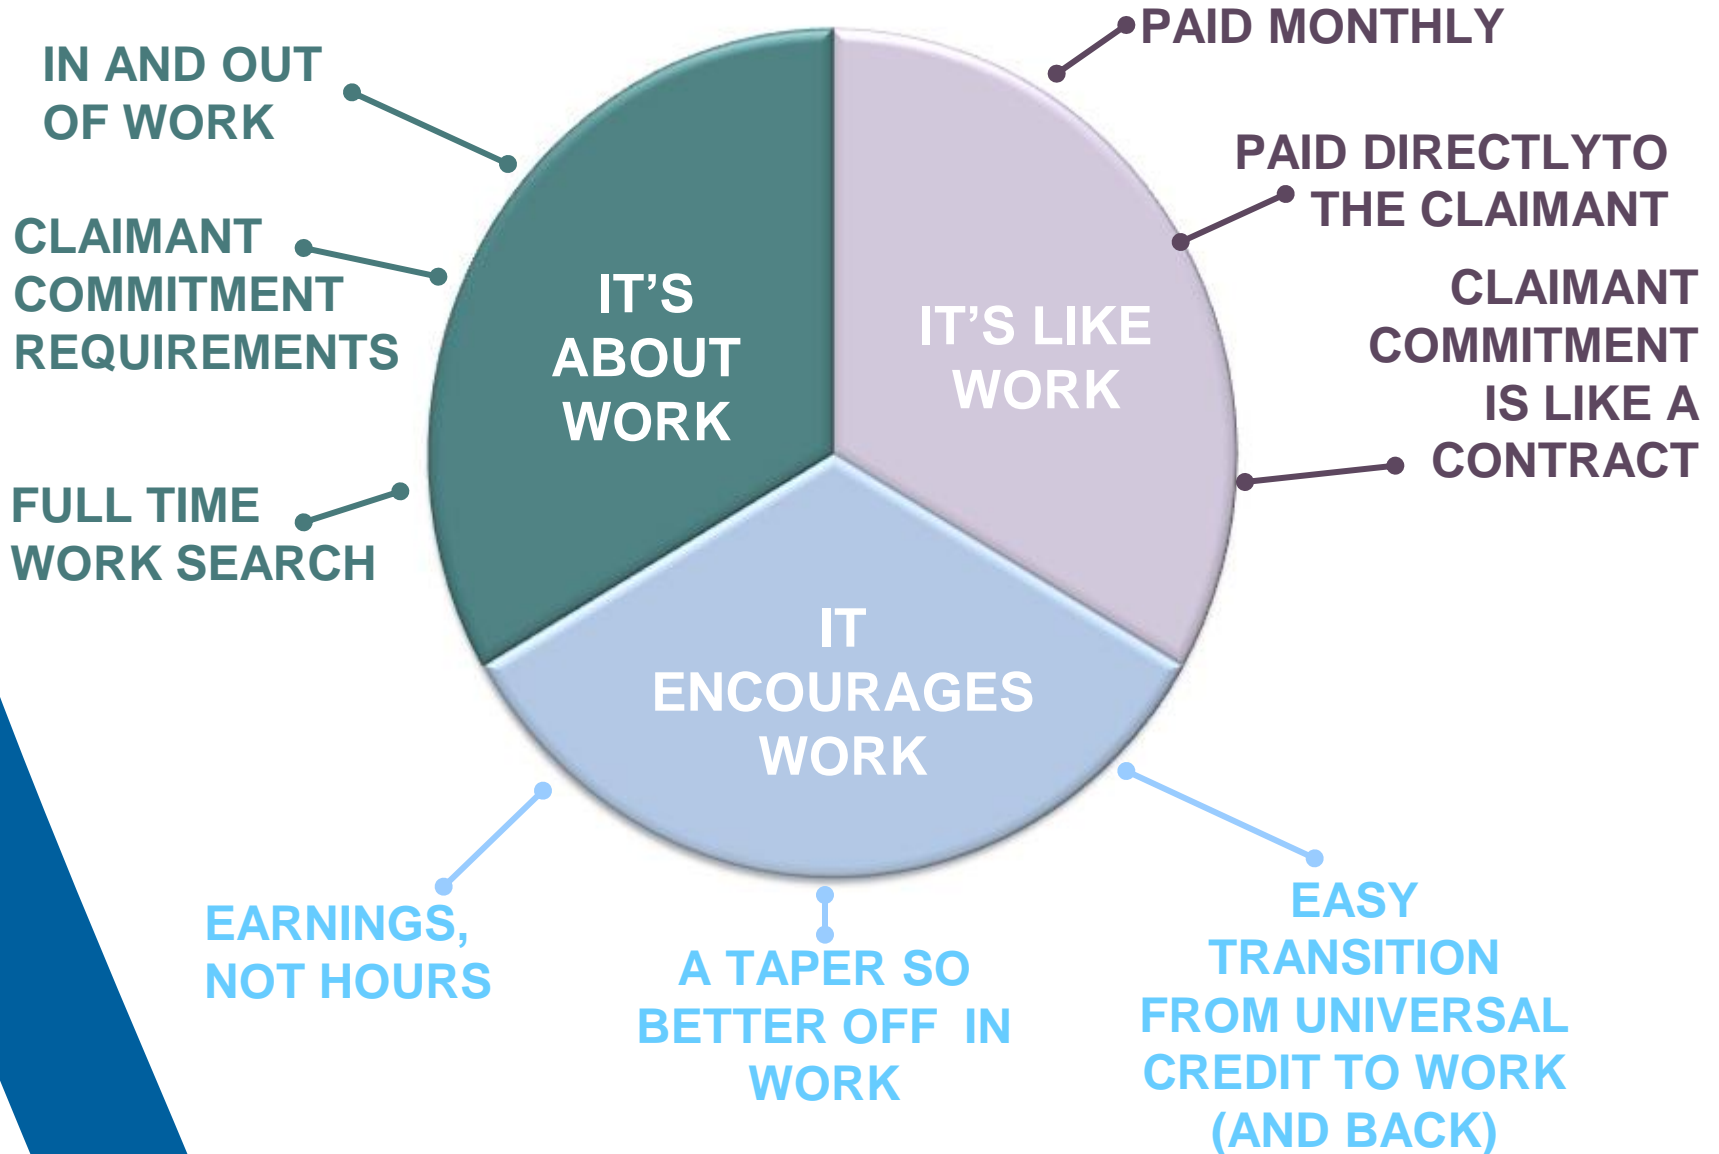 IN AND OUT
OF WORK
CLAIMANT
COMMITMENT
REQUIREMENTS
FULL TIME
WORK SEARCH
IT’S
ABOUT
WORK
IT’S LIKE
WORK
PAID MONTHLY
PAID DIRECTLYTO
THE CLAIMANT
CLAIMANT
COMMITMENT
IS LIKE A
CONTRACT
IT
ENCOURAGES
WORK
EARNINGS,
NOT HOURS
A TAPER SO
BETTER OFF  IN
WORK
EASY
TRANSITION
FROM UNIVERSAL
CREDIT TO WORK
(AND BACK)